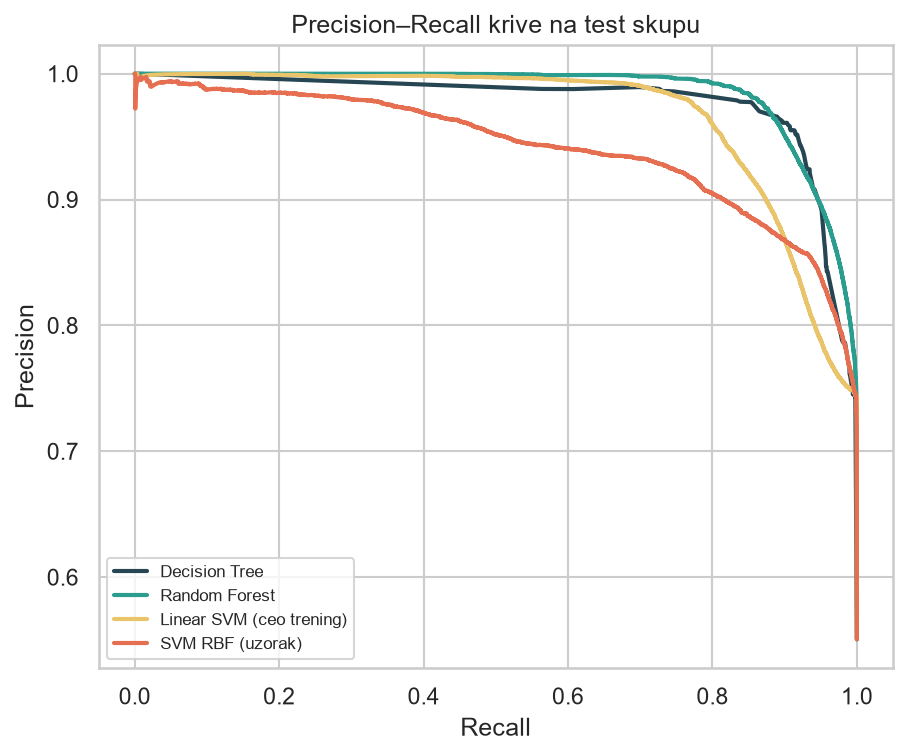 Precision–Recall krive na test skupu
Precision
1.0
0.9
0.8
0.7
0.6
Decision Tree
Random Forest
Linear SVM (ceo trening)
SVM RBF (uzorak)
0.0 0.2 0.4 0.6 0.8 1.0
Recall